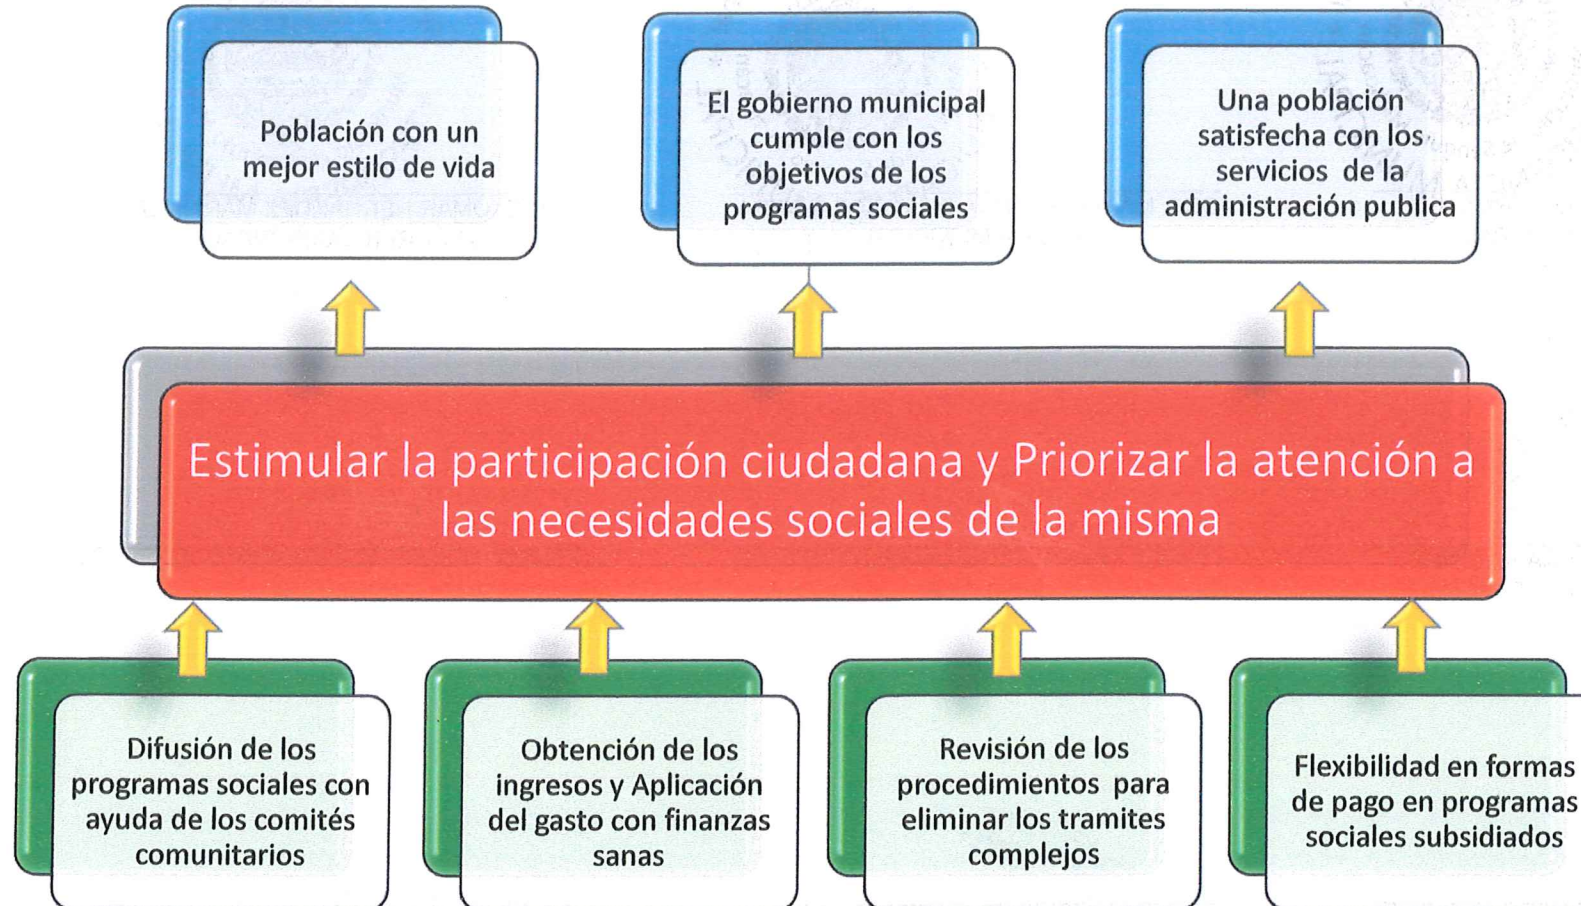 Población con un
mejor estilo de vida
El gobierno municipal
cumple con los
objetivos de los
programas sociales
Una población
satisfecha con los
servicios de la
administración publica
Estimular la participación ciudadana y Priorizar la atención a
las necesidades sociales de la misma
Difusión de los
programas sociales con
ayuda de los comités
comunitarios
Obtención de los
ingresos y Aplicación
del gasto con finanzas
sanas
Revisión de los
procedimientos para
eliminar los tramites
complejos
Flexibilidad en formas
de pago en programas
sociales subsidiados